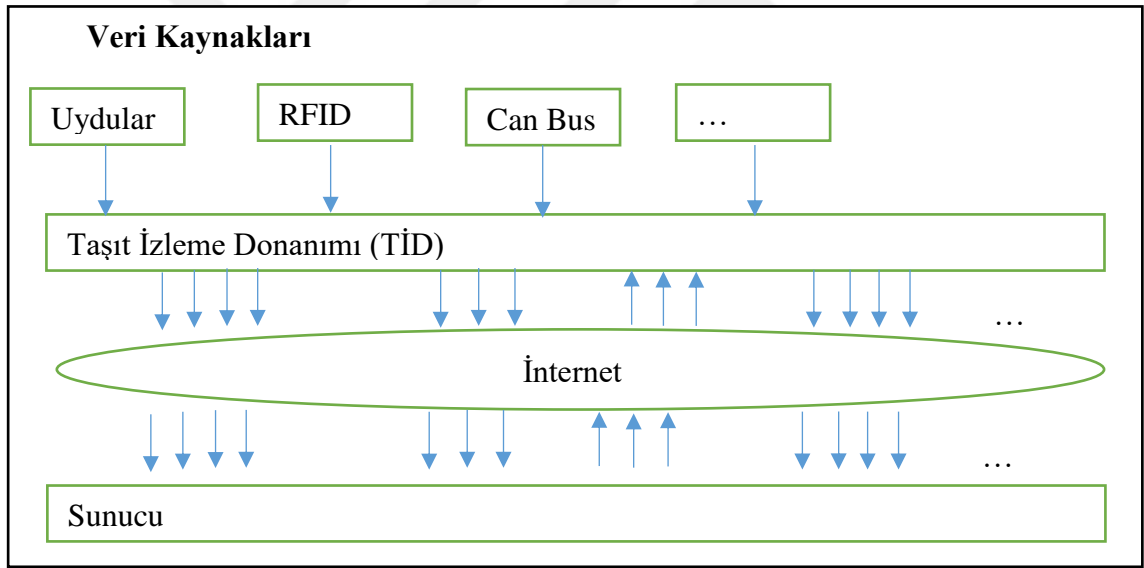 Veri Kaynakları
Uydular
RFID
Can Bus
…
Taşıt İzleme Donanımı (TİD)
…
İnternet
…
Sunucu